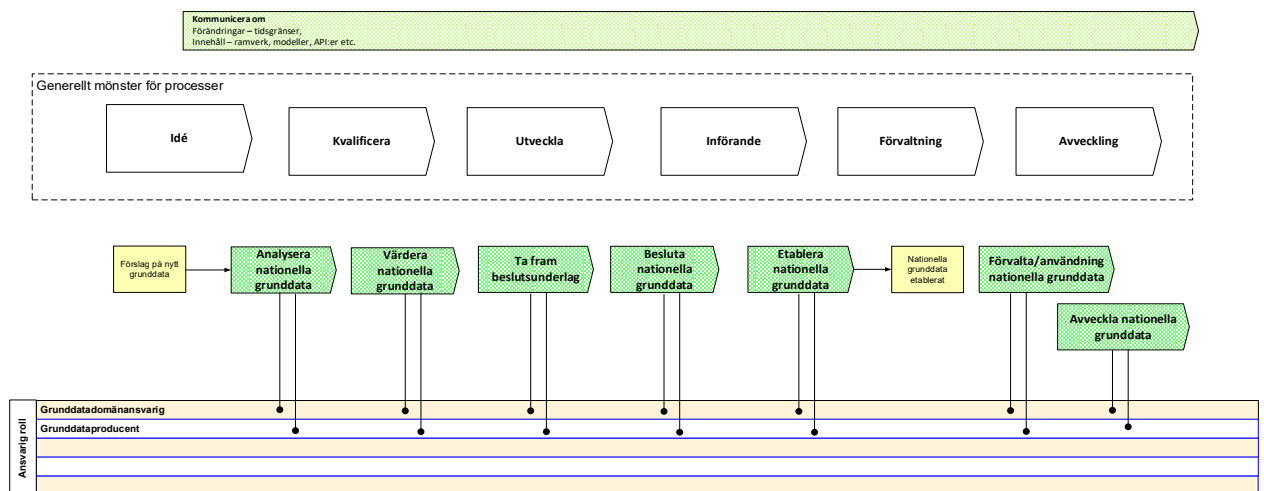 Kommunicera om
Förändringar – tidsgränser,
Innehåll – ramverk, modeller, API:er etc.
Generellt mönster för processer
Idé
Kvalificera
Utveckla
Införande
Förvaltning
Avveckling
Förslag på nytt
grunddata
Analysera
nationella
grunddata
Värdera
nationella
grunddata
Ta fram
beslutsunderlag
Besluta
nationella
grunddata
Etablera
nationella
grunddata
Nationella
grunddata
etablerat
Förvalta/användning
nationella grunddata
Avveckla nationella
grunddata
Ansvarig roll
Grunddatadomänansvarig
Grunddataproducent